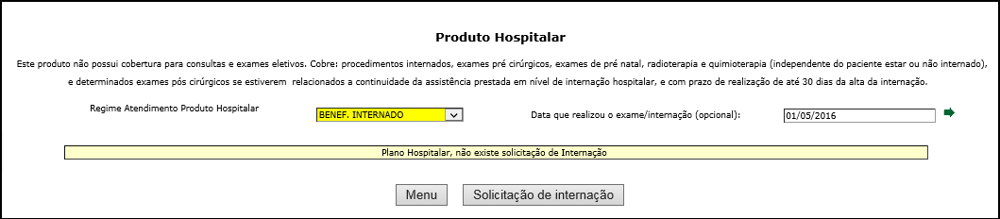 Produto Hospitalar
Este produto não possui cobertura para consultas e exames eletivos. Cobre: procedimentos internados, exames pré cirúrgicos, exames de pré natal, radioterapia e quimioterapia (independente do paciente estar ou não internado),
e determinados exames pós cirúrgicos se estiverem relacionados a continuidade da assistência prestada em nível de internação hospitalar, e com prazo de realização de até 30 dias da alta da internação.
Regime Atendimento Produto Hospitalar BENEF. INTERNADO Data que realizou o exame/internação (opcional): 01/05/2016
Plano Hospitalar, não existe solicitação de Internação
Menu Solicitação de internação